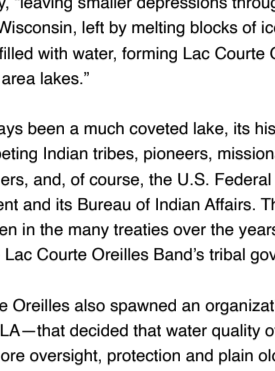 y, “leaving smaller depressions throug
Wisconsin, left by melting blocks of ic
filled with water, forming Lac Courte O
area lakes.”
ays been a much coveted lake, its his
peting Indian tribes, pioneers, mission
ers, and, of course, the U.S. Federal
ent and its Bureau of Indian Affairs. Th
en in the many treaties over the years
Lac Courte Oreilles Band’s tribal gov
e Oreilles also spawned an organizat
LA—that decided that water quality o
ore oversight, protection and plain old